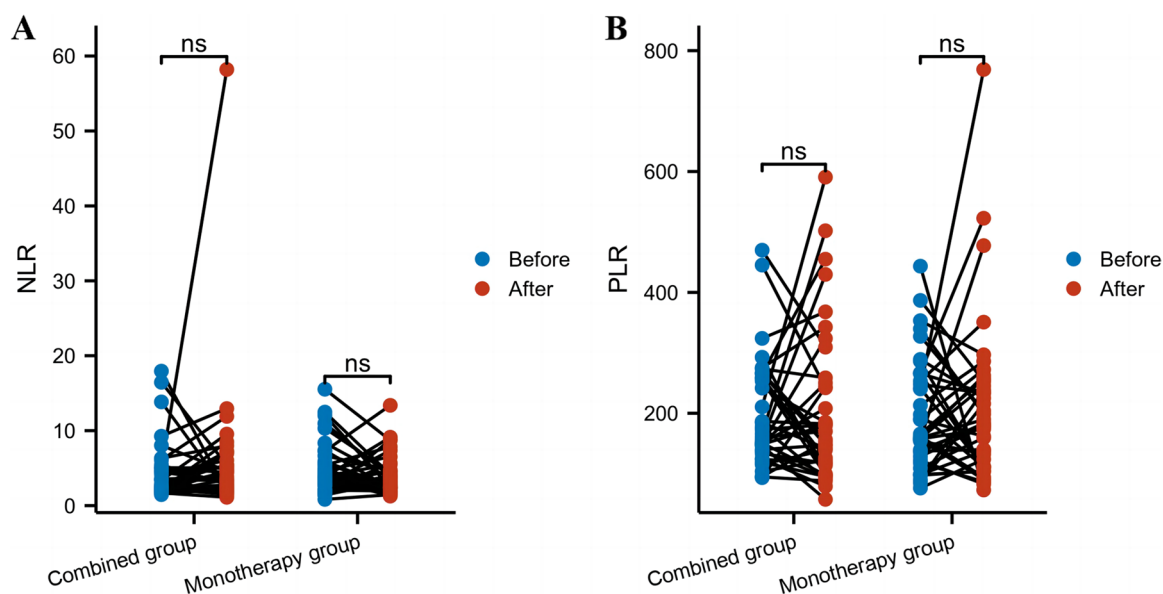 A
B
ns
ns
60
50
40
30
20
10
0
NLR
Before
After
Combined group
Monotherapy group
ns
ns
800
600
400
200
PLR
Before
After
Combined group
Monotherapy group